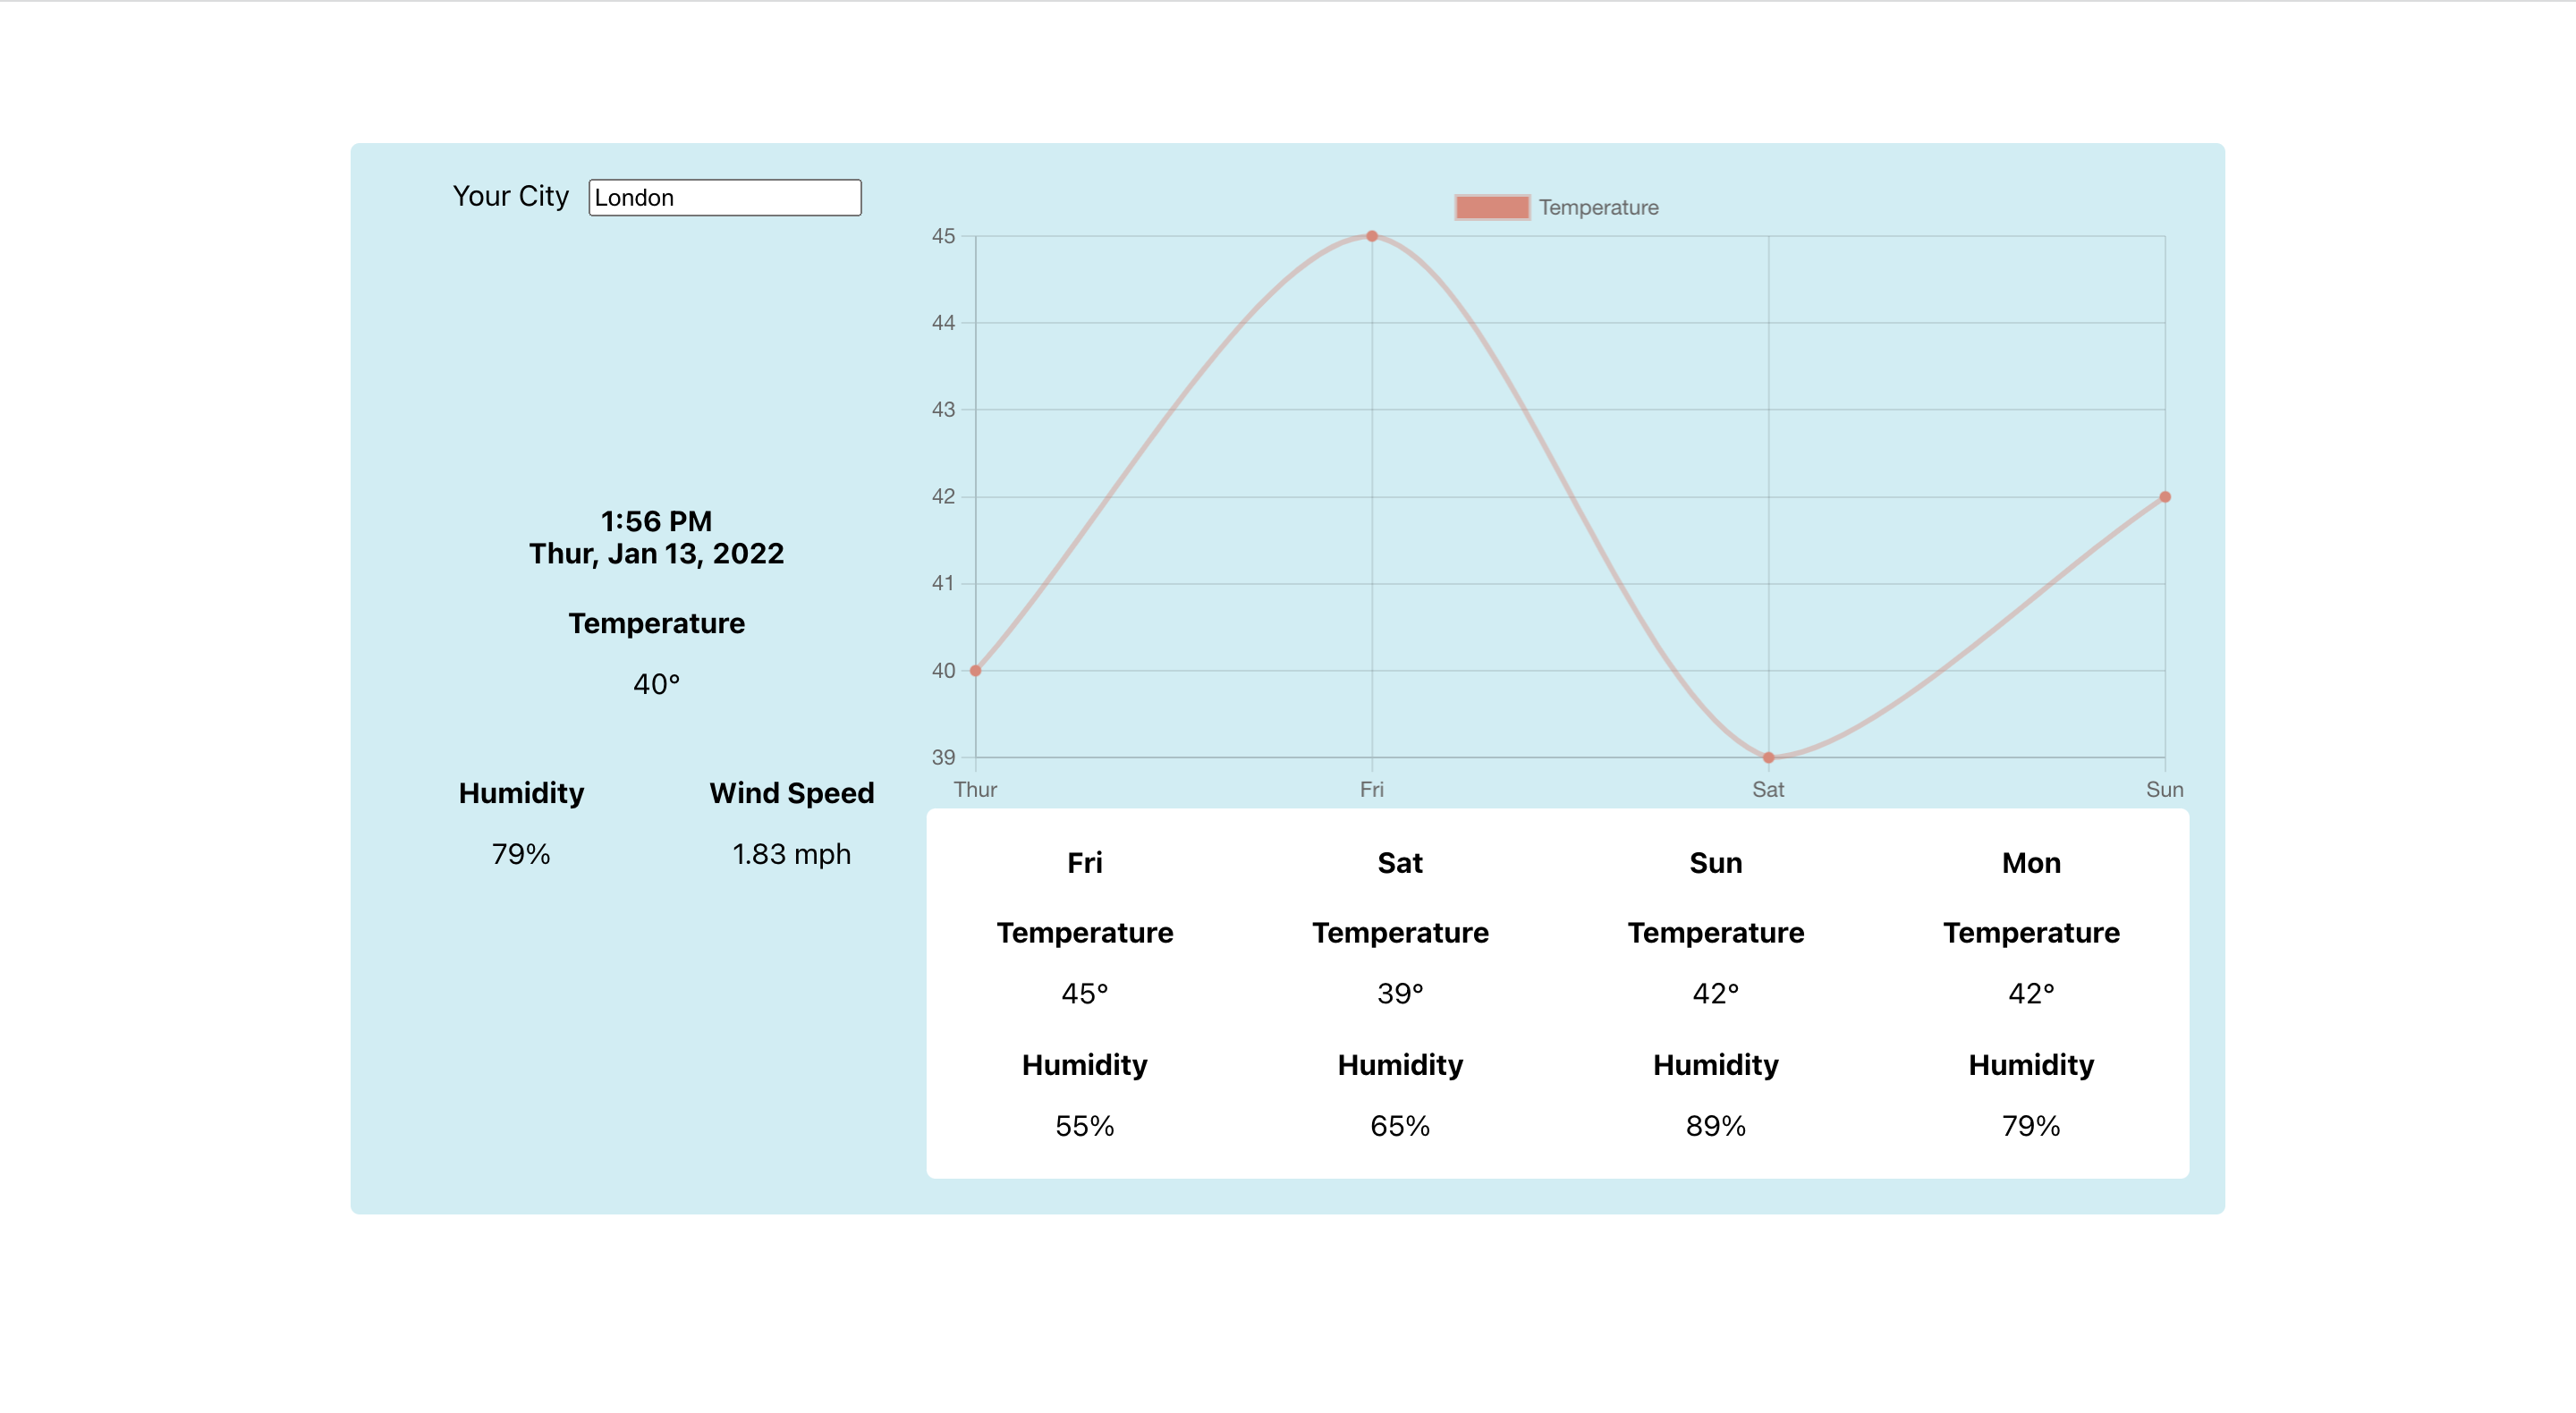 Your City London
1:56 PM
Thur, Jan 13, 2022
Temperature
40°
Humidity Wind Speed
79% 1.83 mph
Temperature
45
44
43
42
41
40
39
Thur Fri Sat Sun
Fri Sat Sun Mon
Temperature Temperature Temperature Temperature
45° 39° 42° 42°
Humidity Humidity Humidity Humidity
55% 65% 89% 79%